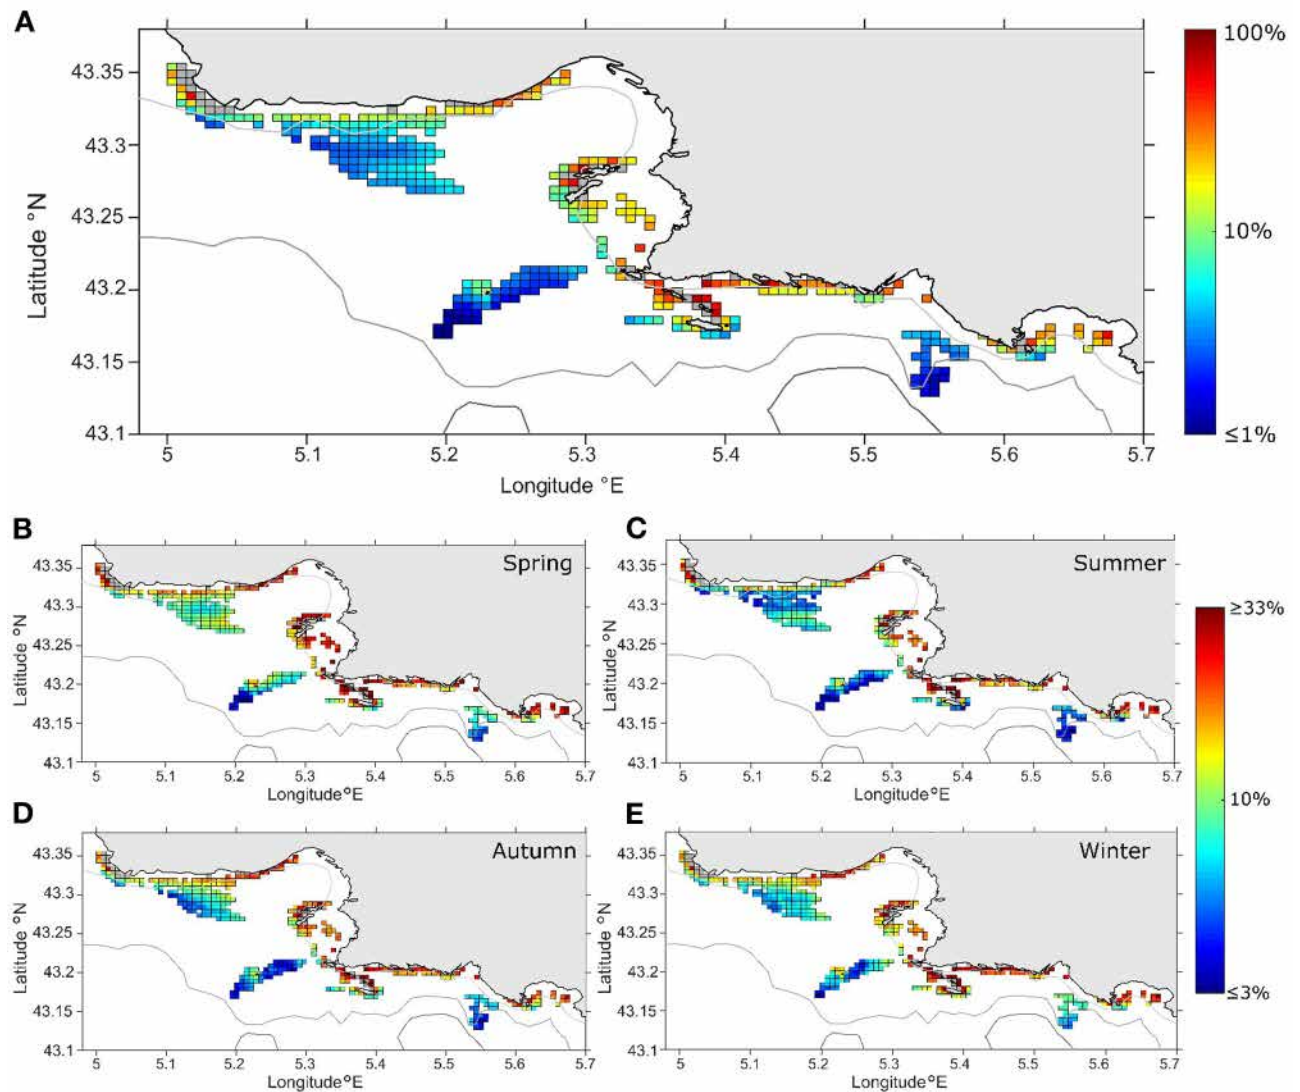 A
100%
10%
≤1%
43.35
43.3
43.25
43.2
43.15
43.1
Latitude °N
5 5.1 5.2 5.3 5.4 5.5 5.6 5.7
Longitude °E
B
Spring
43.35
43.3
43.25
43.2
43.15
43.1
Latitude °N
5 5.1 5.2 5.3 5.4 5.5 5.6 5.7
Longitude°E
C
Summer
43.35
43.3
43.25
43.2
43.15
43.1
Latitude °N
5 5.1 5.2 5.3 5.4 5.5 5.6 5.7
Longitude°E
≥33%
10%
≤3%
D
Autumn
43.35
43.3
43.25
43.2
43.15
43.1
Latitude °N
5 5.1 5.2 5.3 5.4 5.5 5.6 5.7
Longitude°E
E
Winter
43.35
43.3
43.25
43.2
43.15
43.1
Latitude °N
5 5.1 5.2 5.3 5.4 5.5 5.6 5.7
Longitude°E